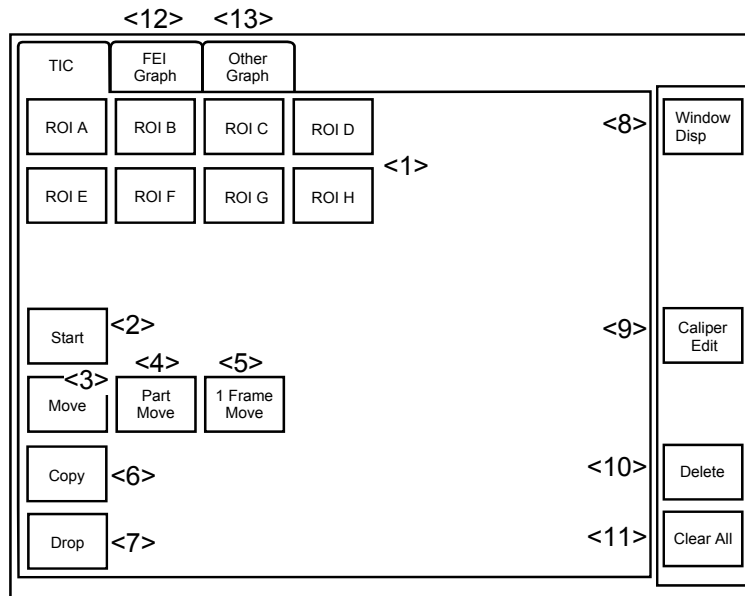 <12> <13>
TIC
FEI
Graph
Other
Graph
ROI A
ROI B
ROI C
ROI D
<8>
Window
Disp
<1>
ROI E
ROI F
ROI G
ROI H
Start
<2>
<9>
Caliper
Edit
<3>
<4>
<5>
Move
Part
Move
1 Frame
Move
Copy
<6>
<10>
Delete
Drop
<7>
<11>
Clear All